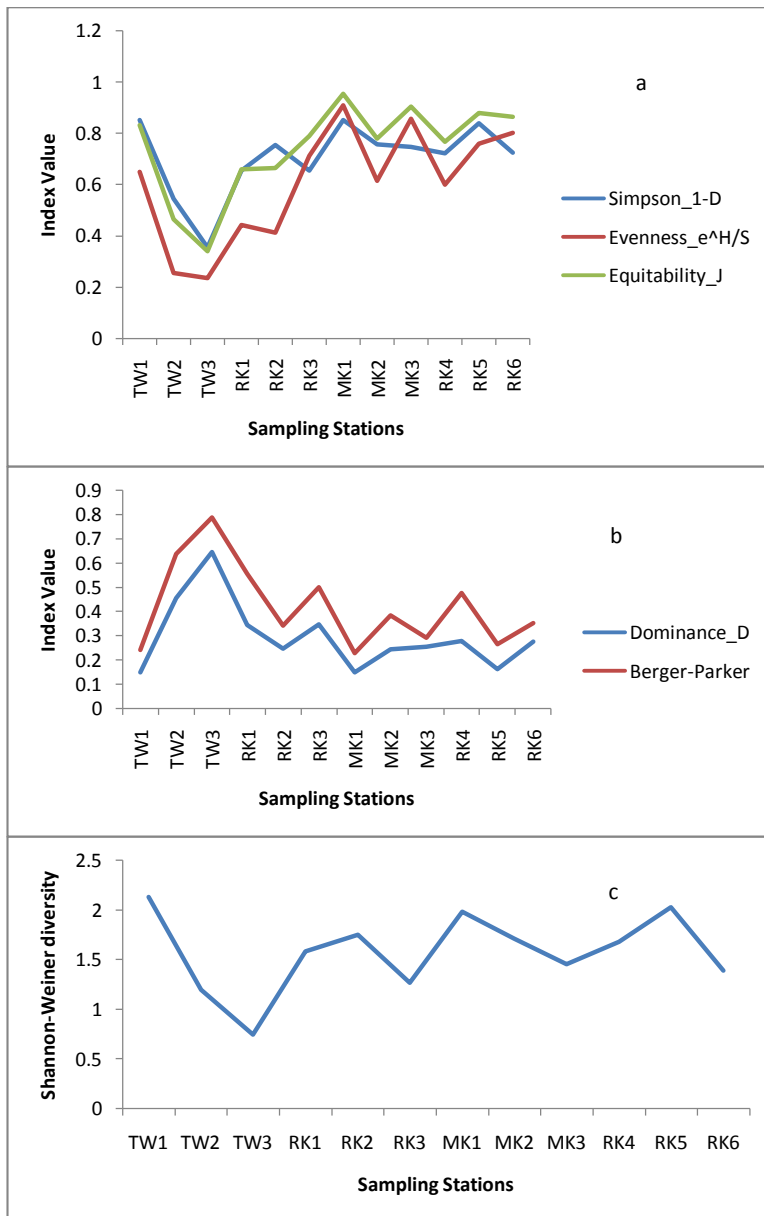 1.2
1
0.8
0.6
0.4
0.2
0
Index Value
a
Simpson_1-D
Evenness_e^H/S
Equitability_J
TW1 TW2 TW3 RK1 RK2 RK3 MK1 MK2 MK3 RK4 RK5 RK6
Sampling Stations
0.9
0.8
0.7
0.6
0.5
0.4
0.3
0.2
0.1
0
Index Value
b
Dominance_D
Berger-Parker
TW1 TW2 TW3 RK1 RK2 RK3 MK1 MK2 MK3 RK4 RK5 RK6
Sampling Stations
2.5
2
1.5
1
0.5
0
Shannon-Weiner diversity
c
TW1 TW2 TW3 RK1 RK2 RK3 MK1 MK2 MK3 RK4 RK5 RK6
Sampling Stations